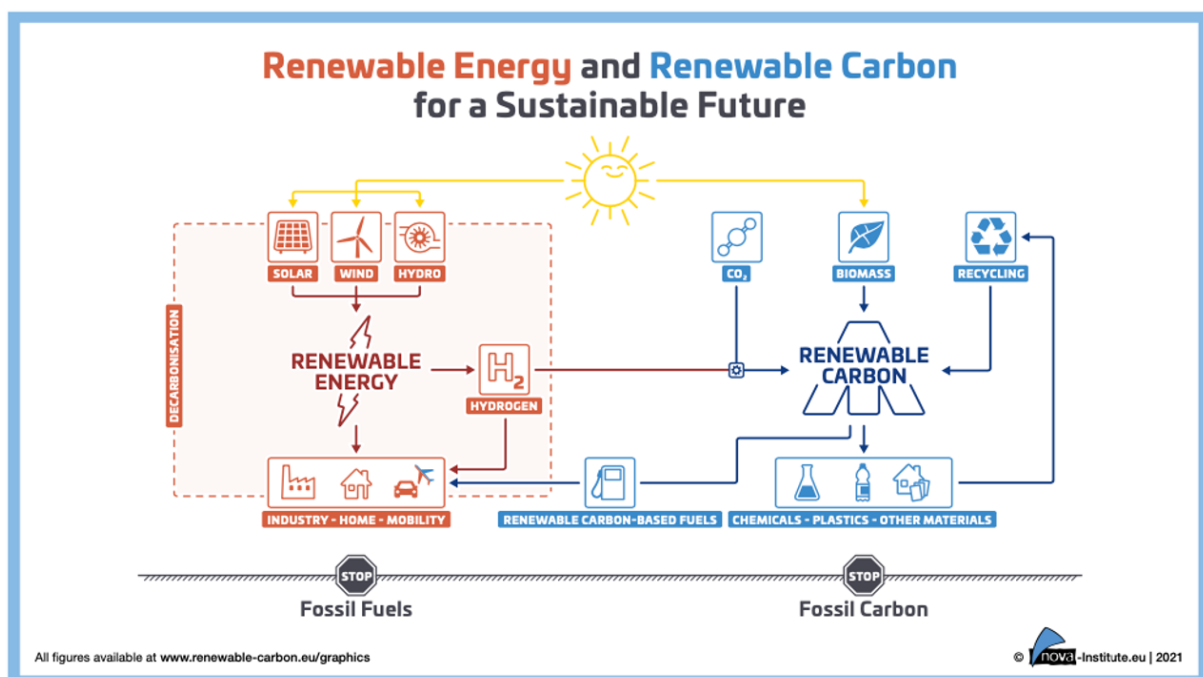 Renewable Energy and Renewable Carbon
for a Sustainable Future
SOLAR
WIND
HYDRO
CO₂
BIOMASS
RECYCLING
DECARBONISATION
RENEWABLE
ENERGY
H₂
HYDROGEN
RENEWABLE
CARBON
INDUSTRY - HOME - MOBILITY
RENEWABLE CARBON-BASED FUELS
CHEMICALS - PLASTICS - OTHER MATERIALS
STOP
Fossil Fuels
STOP
Fossil Carbon
All figures available at www.renewable-carbon.eu/graphics
© nova-Institute.eu | 2021